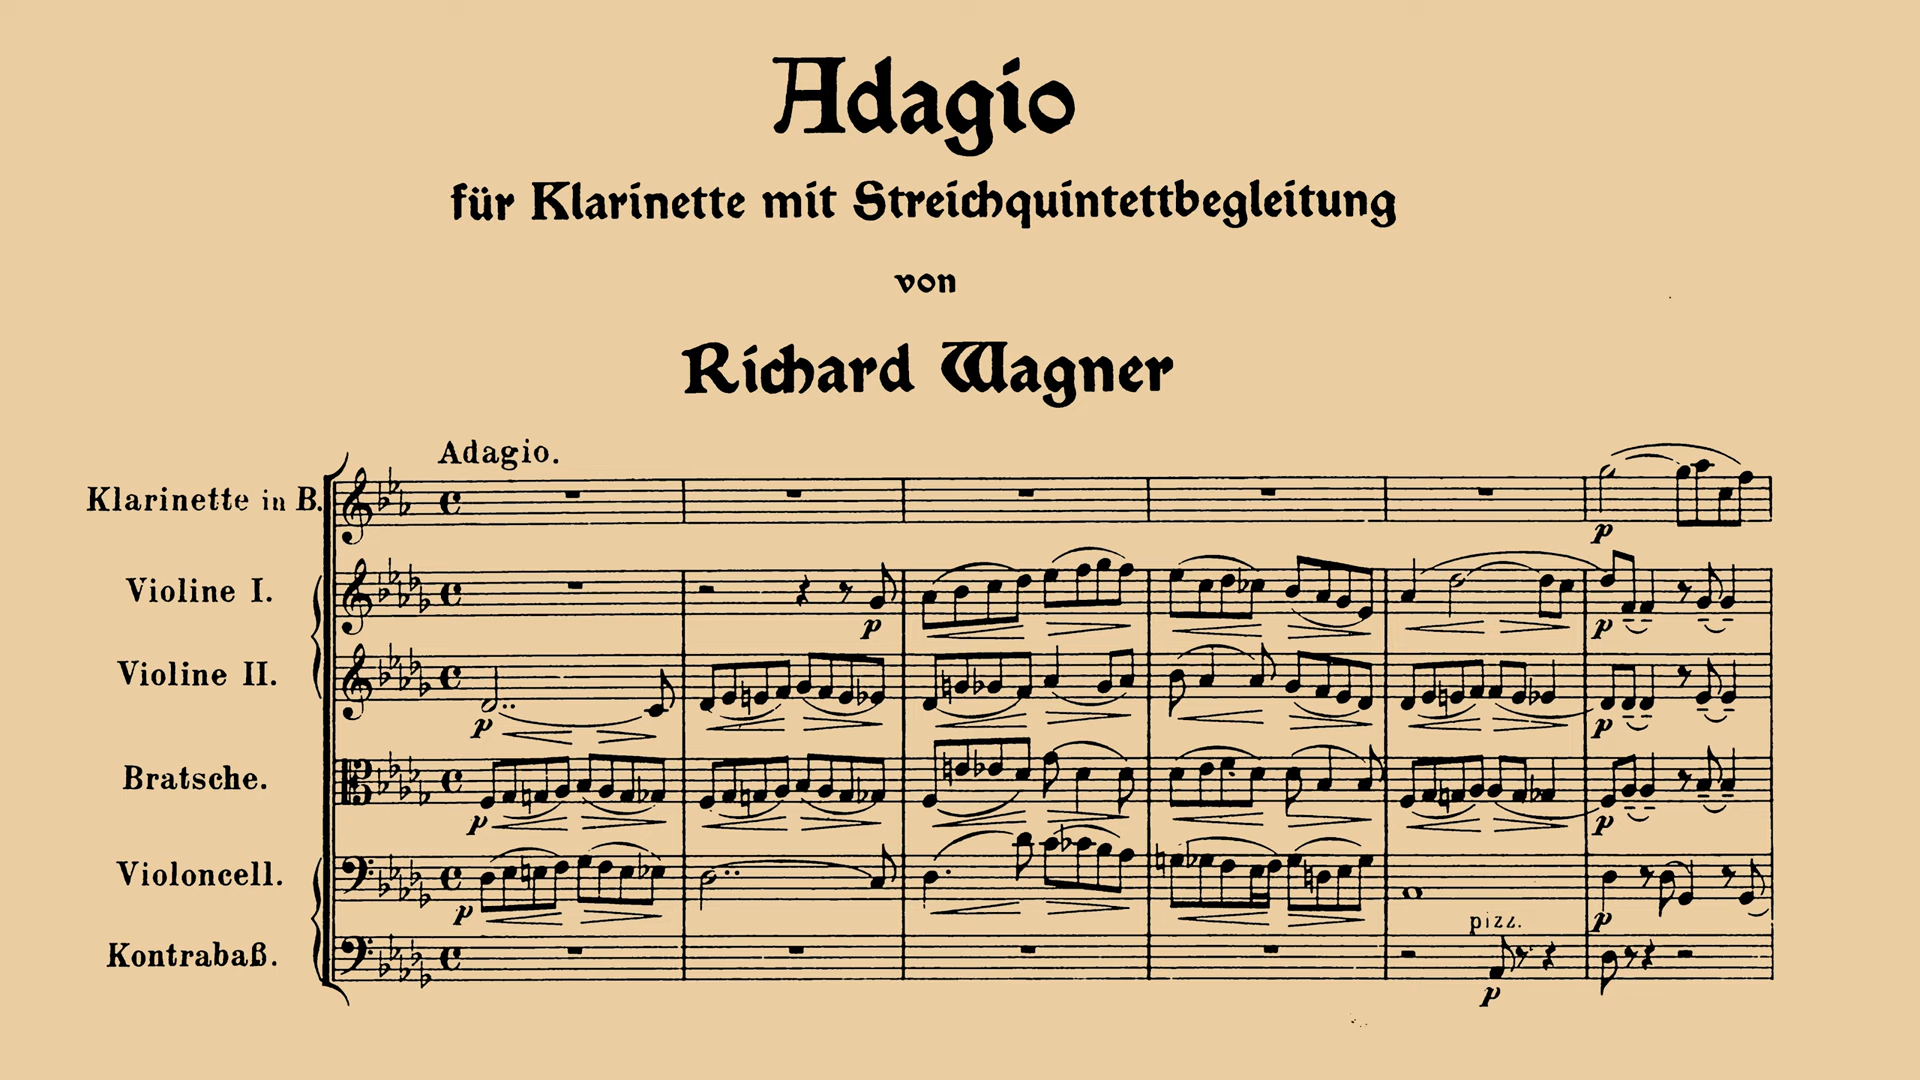 Adagio
für Klarinette mit Streichquintettbegleitung
von
Richard Wagner
Adagio.
Klarinette in B.
p
Violine I.
p
p
Violine II.
p
p
Bratsche.
p
p
Violoncell.
p
p
pizz.
Kontrabaß.
p